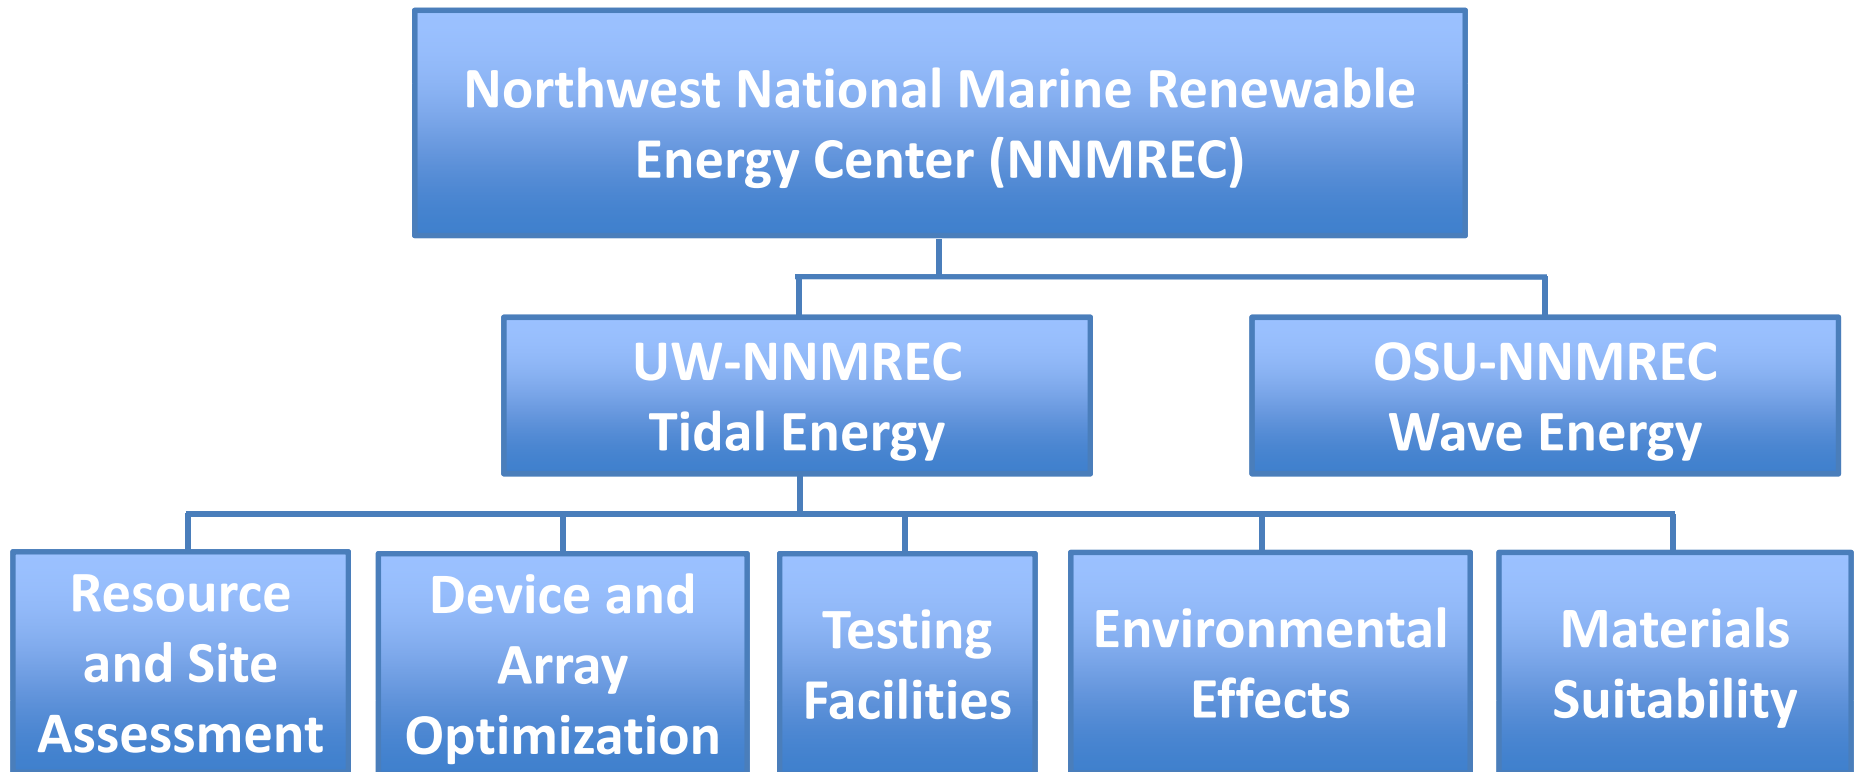 Northwest National Marine Renewable
Energy Center (NNMREC)
UW-NNMREC
Tidal Energy
OSU-NNMREC
Wave Energy
Resource
and Site
Assessment
Device and
Array
Optimization
Testing
Facilities
Environmental
Effects
Materials
Suitability